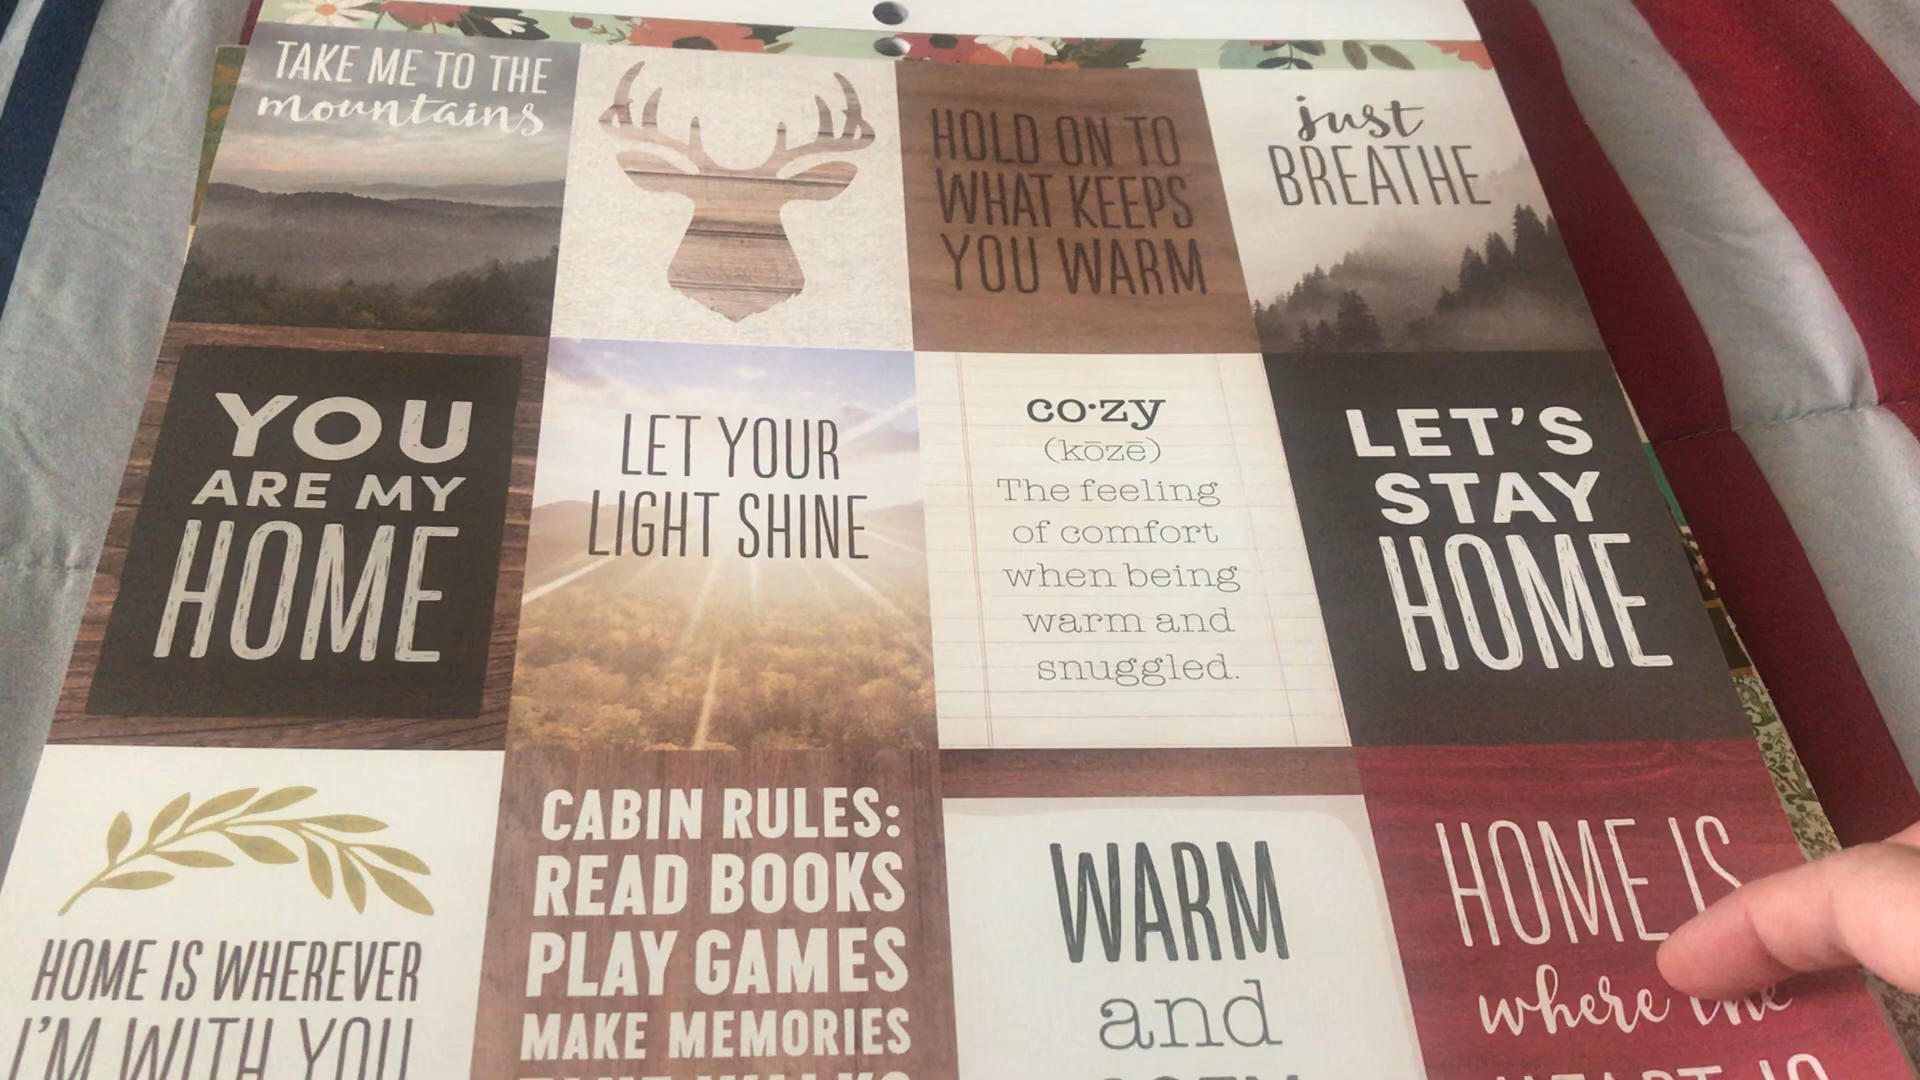 TAKE ME TO THE
mountains
HOLD ON TO
WHAT KEEPS
YOU WARM
just
BREATHE
YOU
ARE MY
HOME
LET YOUR
LIGHT SHINE
co·zy
(kōzē)
The feeling
of comfort
when being
warm and
snuggled.
LET'S
STAY
HOME
HOME IS WHEREVER
I'M WITH YOU
CABIN RULES:
READ BOOKS
PLAY GAMES
MAKE MEMORIES
WARM
and
HOME IS
where the